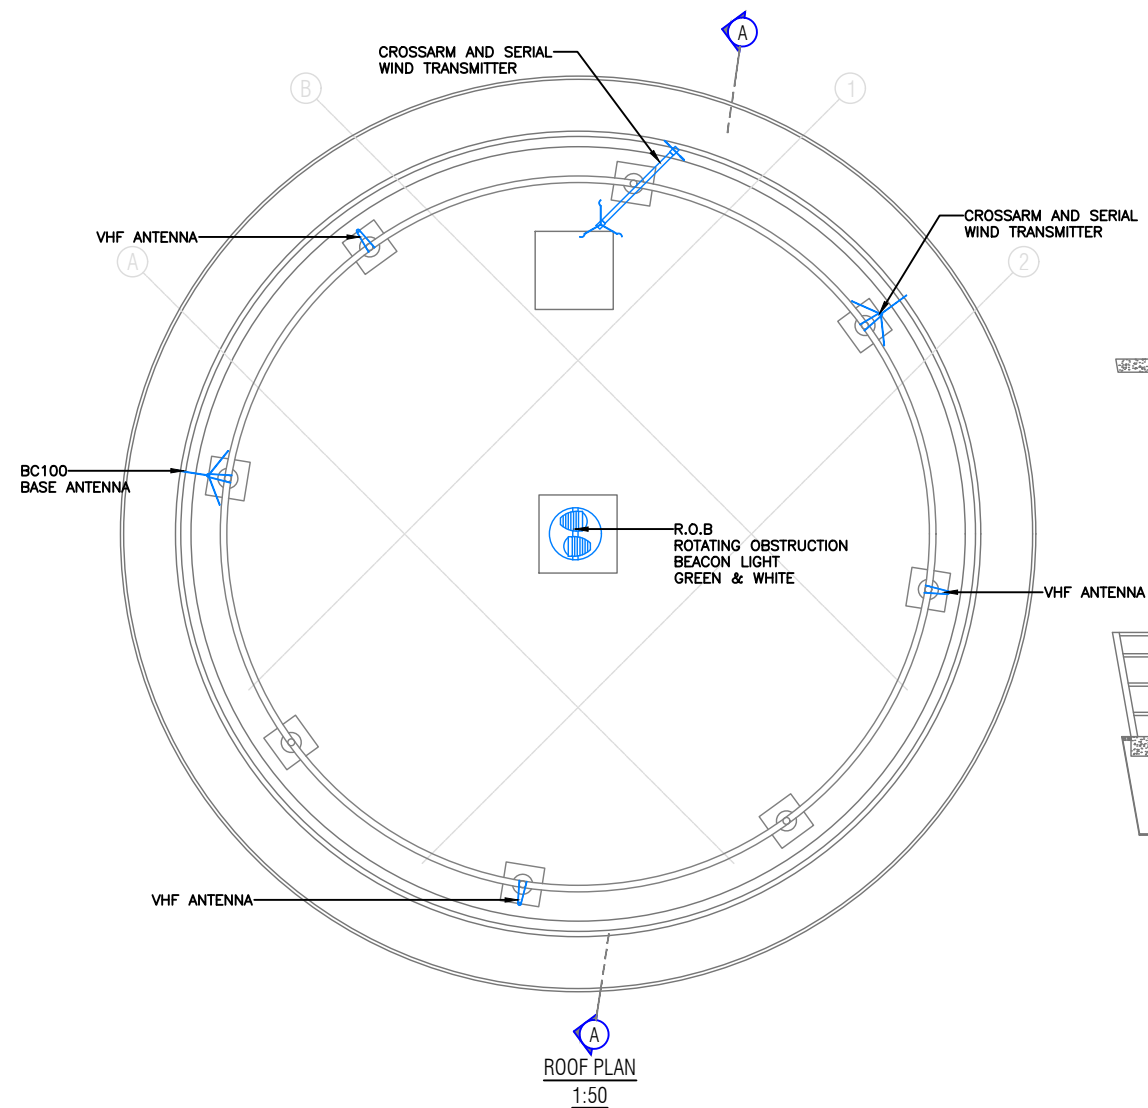 A
CROSSARM AND SERIAL
WIND TRANSMITTER
B
1
CROSSARM AND SERIAL
WIND TRANSMITTER
VHF ANTENNA
A
2
BC100
BASE ANTENNA
R.O.B
ROTATING OBSTRUCTION
BEACON LIGHT
GREEN & WHITE
VHF ANTENNA
VHF ANTENNA
A
ROOF PLAN
1:50